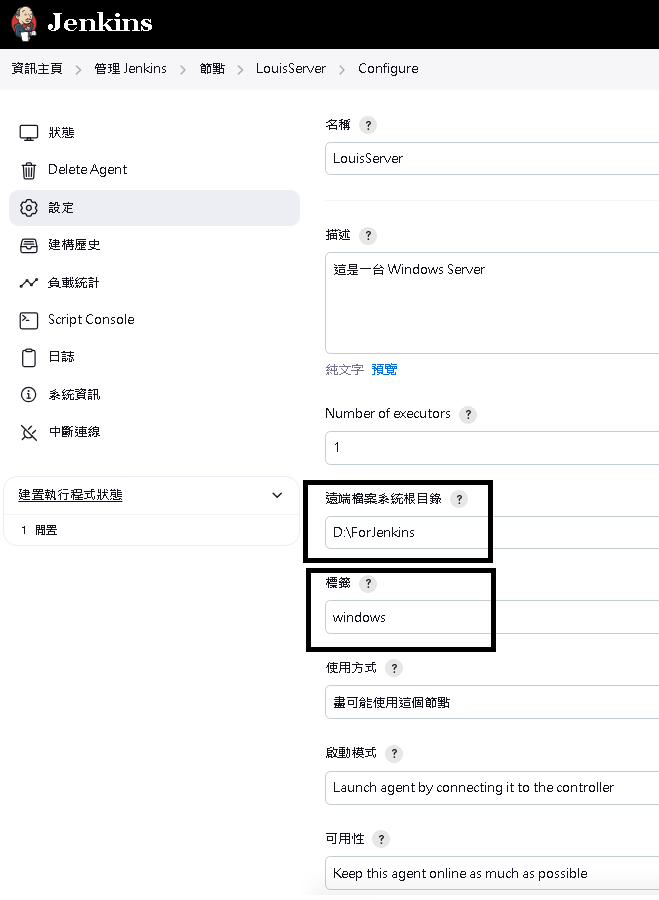 Jenkins
資訊主頁 > 管理 Jenkins > 節點 > LouisServer > Configure
狀態
Delete Agent
設定
建構歷史
負載統計
Script Console
日誌
系統資訊
中斷連線
建置執行程式狀態
1 閒置
名稱 ?
LouisServer
描述 ?
這是一台 Windows Server
純文字 預覽
Number of executors ?
1
遠端檔案系統根目錄 ?
D:\ForJenkins
標籤 ?
windows
使用方式 ?
盡可能使用這個節點
啟動模式 ?
Launch agent by connecting it to the controller
可用性 ?
Keep this agent online as much as possible